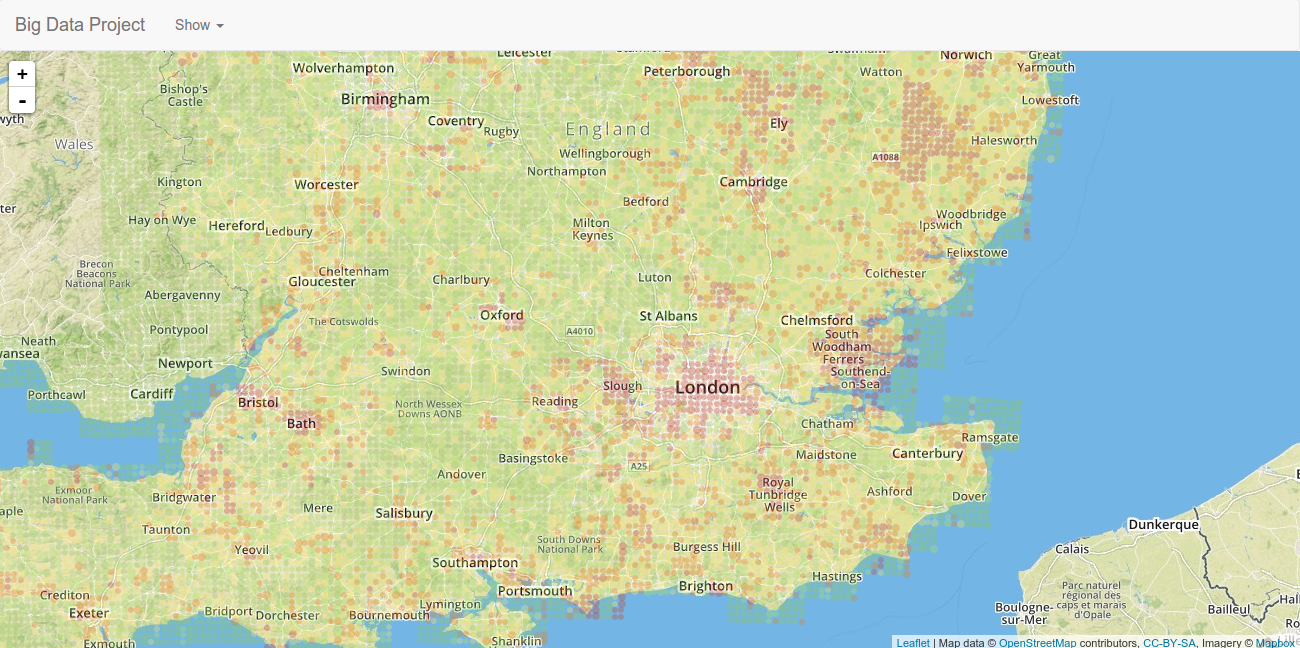 Big Data Project
Show
+
-
Leicester
Norwich
Great
Yarmouth
Wolverhampton
Peterborough
Watton
Bishop's
Castle
Birmingham
Lowestoft
Coventry
Rugby
England
Ely
Halesworth
Wales
Wellingborough
A1088
Northampton
Kington
Worcester
Cambridge
Bedford
Hay on Wye
Hereford
Ledbury
Milton
Keynes
Woodbridge
Ipswich
Felixstowe
Brecon
Beacons
National Park
Cheltenham
Gloucester
Charlbury
Luton
Colchester
Abergavenny
The Cotswolds
Oxford
St Albans
Chelmsford
Pontypool
A4010
South
Woodham
Ferrers
Neath
Newport
Swindon
Slough
London
Southend-
on-Sea
Porthcawl
Cardiff
Bristol
North Wessex
Downs AONB
Reading
Bath
Chatham
Ramsgate
Basingstoke
A25
Maidstone
Canterbury
Andover
Exmoor
National Park
Bridgwater
Royal
Tunbridge
Wells
Ashford
Dover
Mere
Salisbury
Taunton
Dunkerque
Yeovil
South Downs
National Park
Burgess Hill
Calais
Southampton
Hastings
Brighton
Portsmouth
Crediton
Exeter
Bridport
Dorchester
Bournemouth
Lymington
Parc naturel
régional des
caps et marais
d'Opale
Boulogne-
sur-Mer
Bailleul
Exmouth
Shanklin
Leaflet | Map data © OpenStreetMap contributors, CC-BY-SA, Imagery © Mapbox